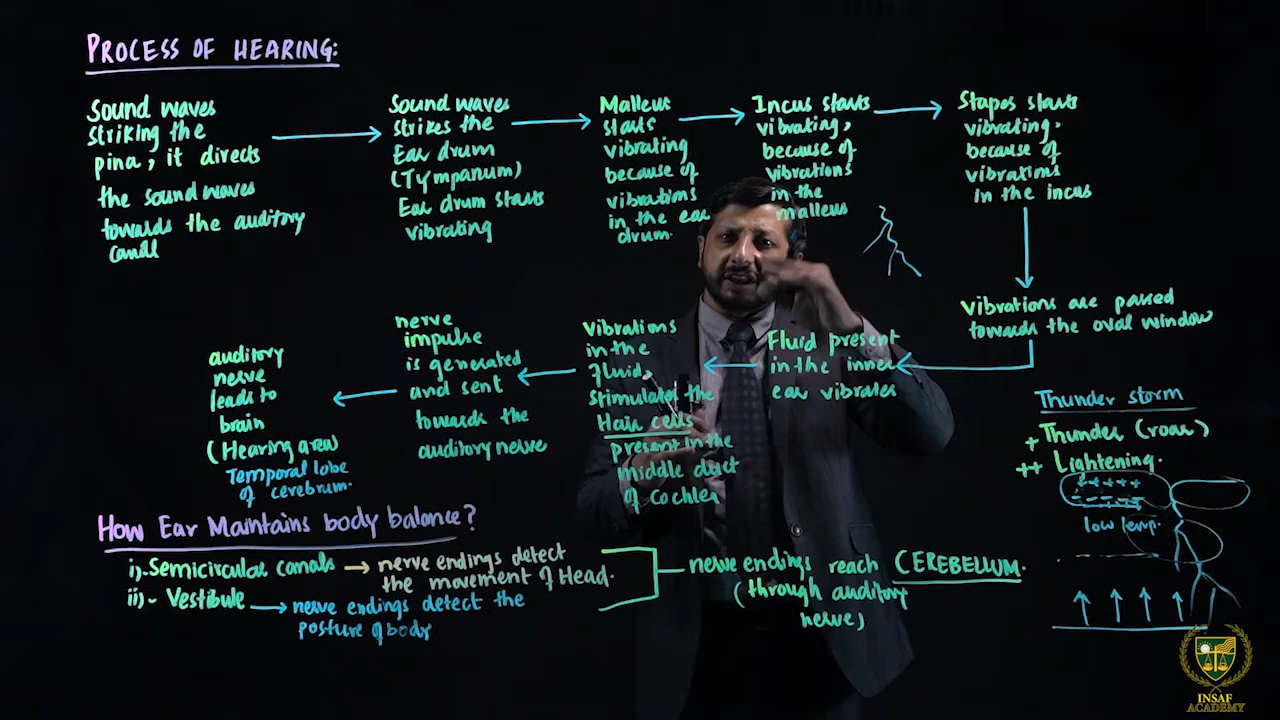 PROCESS OF HEARING:
Sound waves
striking the
pina, it directs
the sound waves
towards the auditory
canal
Sound waves
strikes the
Ear drum
(Tympanum)
Ear drum starts
vibrating
Malleus
starts
vibrating
because of
vibrations
in the ear
drum.
Incus starts
vibrating,
because of
vibrations
in the
malleus
Stapes starts
vibrating.
because of
vibrations
in the incus
Vibrations are passed
towards the oval window
Fluid present
in the inner
ear vibrates
Vibrations
in the
fluid,
stimulates the
Hair cells
present in the
middle duct
of cochlea
nerve
impulse
is generated
and sent
towards the
auditory nerve
auditory
nerve
leads to
brain
(Hearing area)
Temporal lobe
of cerebrum.
Thunder storm
+ Thunder (roar)
++ Lightening.
+ + + +
low temp.
HOW EAR MAINTAINS body balance?
i)- Semicircular canals → nerve endings detect
the movement of Head.
ii)- Vestibule → nerve endings detect the
posture of body
nerve endings reach CEREBELLUM.
(through auditory
nerve)
INSAF
ACADEMY